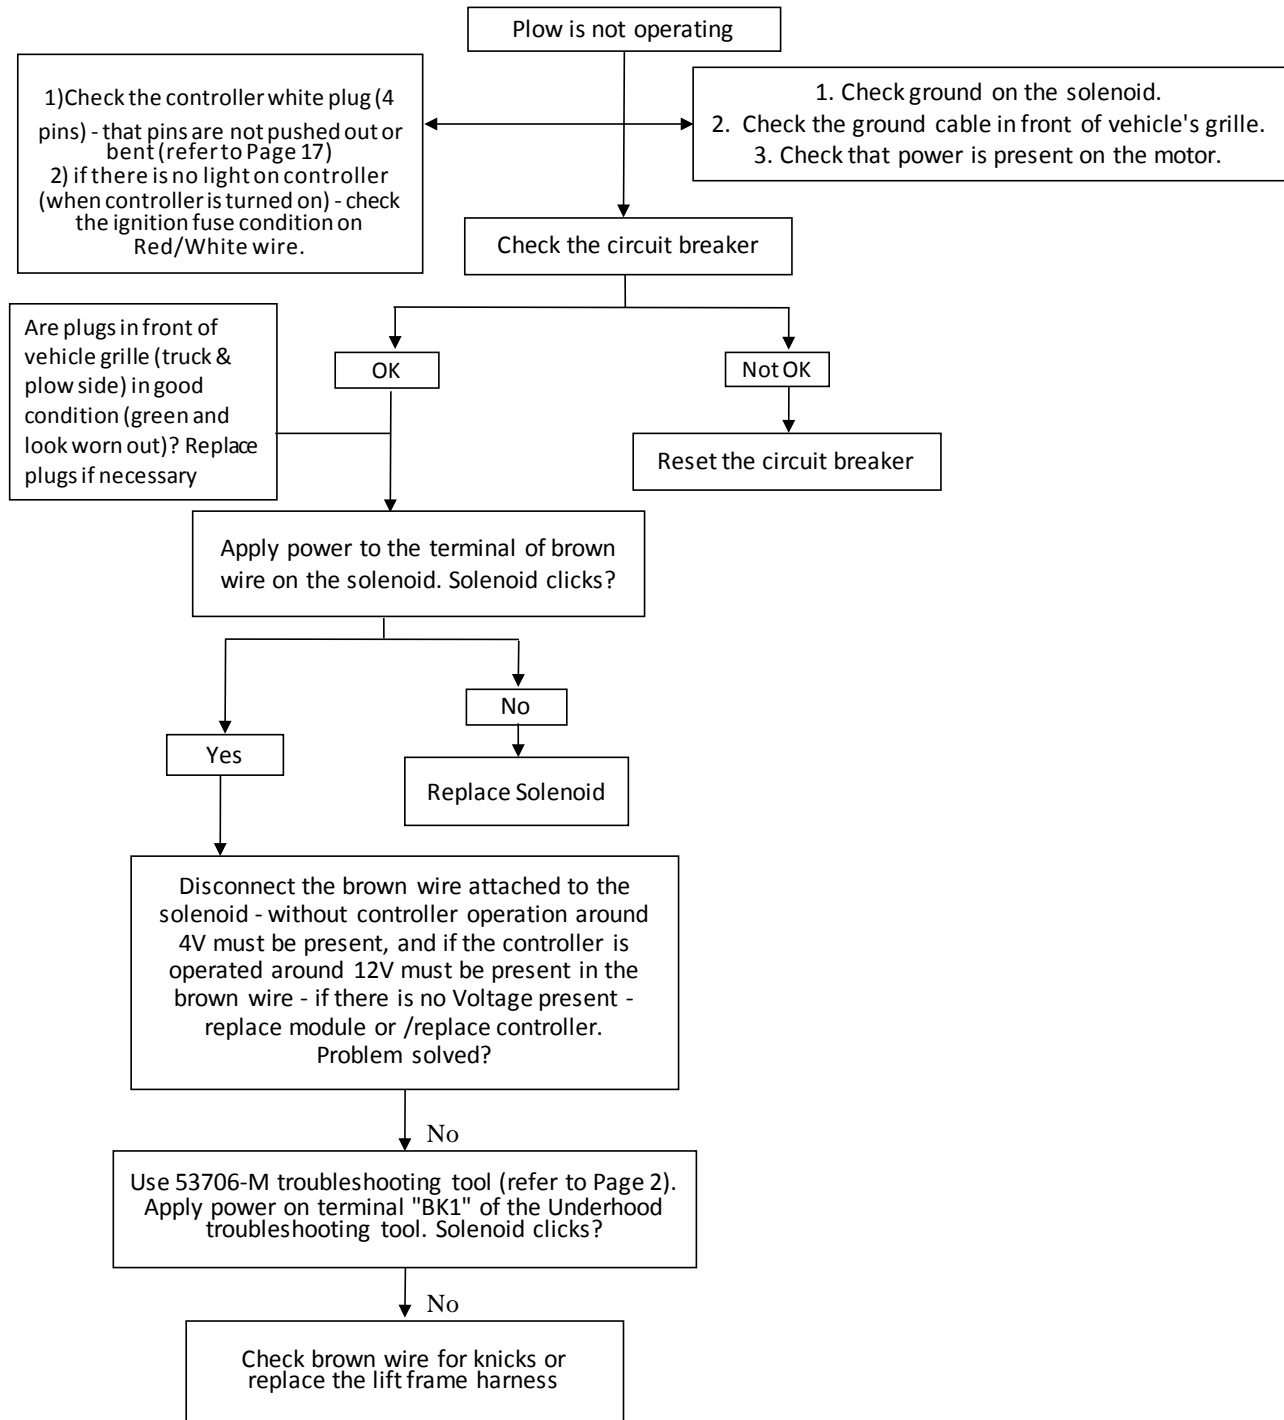 Plow is not operating
1)Check the controller white plug (4
pins) - that pins are not pushed out or
bent (refer to Page 17)
2) if there is no light on controller
(when controller is turned on) - check
the ignition fuse condition on
Red/White wire.
1. Check ground on the solenoid.
2. Check the ground cable in front of vehicle's grille.
3. Check that power is present on the motor.
Check the circuit breaker
Are plugs in front of
vehicle grille (truck &
plow side) in good
condition (green and
look worn out)? Replace
plugs if necessary
OK
Not OK
Reset the circuit breaker
Apply power to the terminal of brown
wire on the solenoid. Solenoid clicks?
No
Yes
Replace Solenoid
Disconnect the brown wire attached to the
solenoid - without controller operation around
4V must be present, and if the controller is
operated around 12V must be present in the
brown wire - if there is no Voltage present -
replace module or /replace controller.
Problem solved?
No
Use 53706-M troubleshooting tool (refer to Page 2).
Apply power on terminal "BK1" of the Underhood
troubleshooting tool. Solenoid clicks?
No
Check brown wire for knicks or
replace the lift frame harness